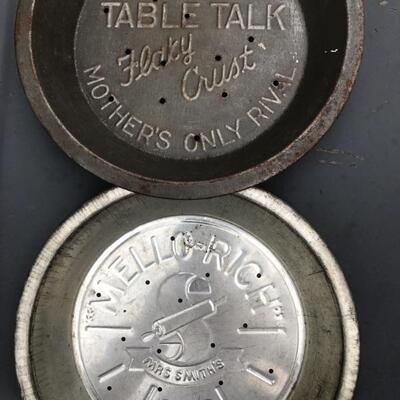 TABLE TALK
Flaky
Crust
MOTHER'S ONLY RIVAL
"MELLO-RICH"
MRS SMITH'S